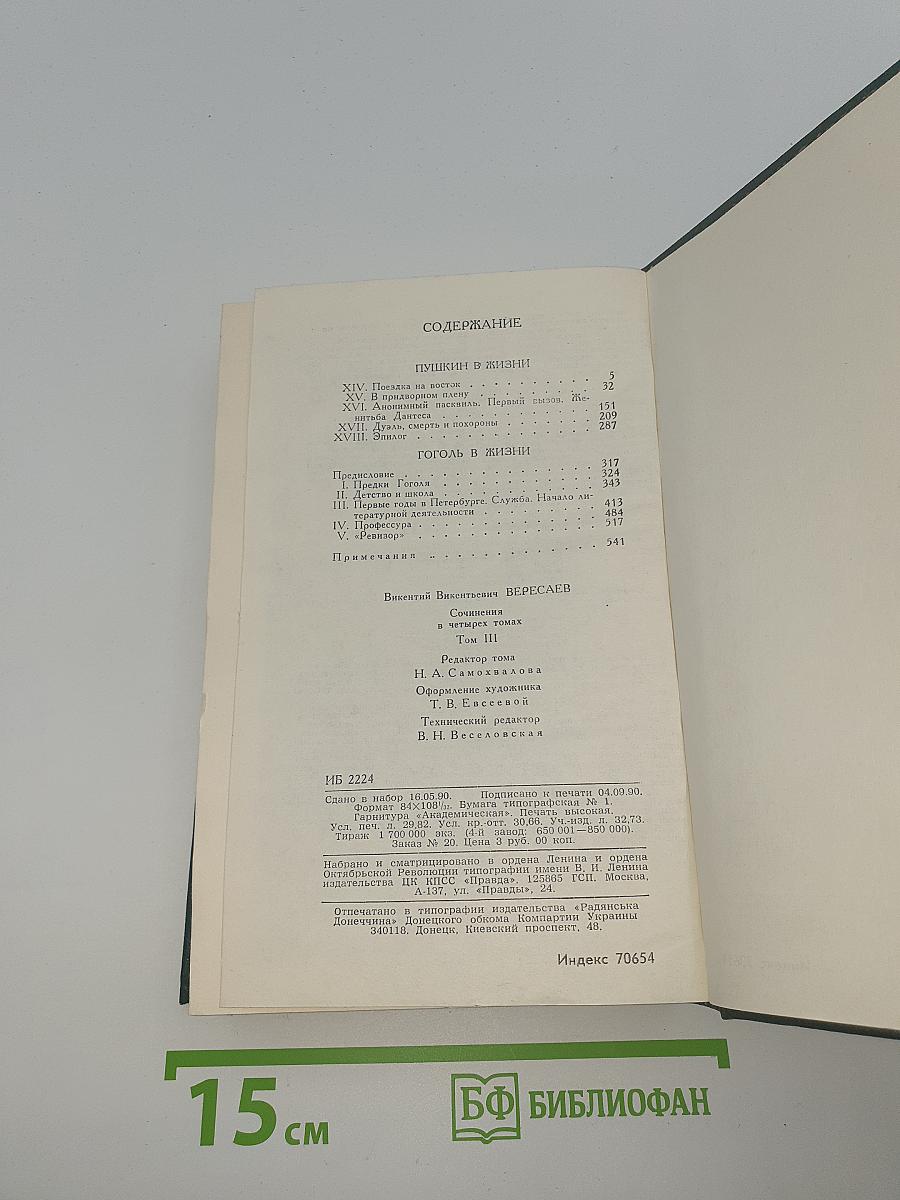 СОДЕРЖАНИЕ
ПУШКИН В ЖИЗНИ
XIV. Поездка на восток . . . . . . . . . . 5
XV. В придворном плену . . . . . . . . . . 32
XVI. Анонимный пасквиль. Первый вызов. Же-
нитьба Дантеса . . . . . . . . . . 151
XVII. Дуэль, смерть и похороны . . . . . . . 209
XVIII. Эпилог . . . . . . . . . . . . . 287
ГОГОЛЬ В ЖИЗНИ
Предисловие . . . . . . . . . . . . . 317
I. Предки Гоголя . . . . . . . . . . . . 324
II. Детство и школа . . . . . . . . . . . 343
III. Первые годы в Петербурге. Служба. Начало ли-
тературной деятельности . . . . . . . . 413
IV. Профессура . . . . . . . . . . . . . 484
V. «Ревизор» . . . . . . . . . . . . . 517
Примечания . . . . . . . . . . . . . 541
Викентий Викентьевич ВЕРЕСАЕВ
Сочинения
в четырех томах
Том III
Редактор тома
Н. А. Самохвалова
Оформление художника
Т. В. Евсеевой
Технический редактор
В. Н. Веселовская
ИБ 2224
Сдано в набор 16.05.90. Подписано к печати 04.09.90.
Формат 84×108¹/₃₂. Бумага типографская № 1.
Гарнитура «Академическая». Печать высокая.
Усл. печ. л. 29,82. Усл. кр.-отт. 30,66. Уч.-изд. л. 32,73.
Тираж 1 700 000 экз. (4-й завод: 650 001—850 000).
Заказ № 20. Цена 3 руб. 00 коп.
Набрано и сматрицировано в ордена Ленина и ордена
Октябрьской Революции типографии имени В. И. Ленина
издательства ЦК КПСС «Правда». 125865 ГСП. Москва,
А-137, ул. «Правды», 24.
Отпечатано в типографии издательства «Радянська
Донеччина» Донецкого обкома Компартии Украины
340118. Донецк, Киевский проспект, 48.
Индекс 70654
15 см
БФ БИБЛИОФАН